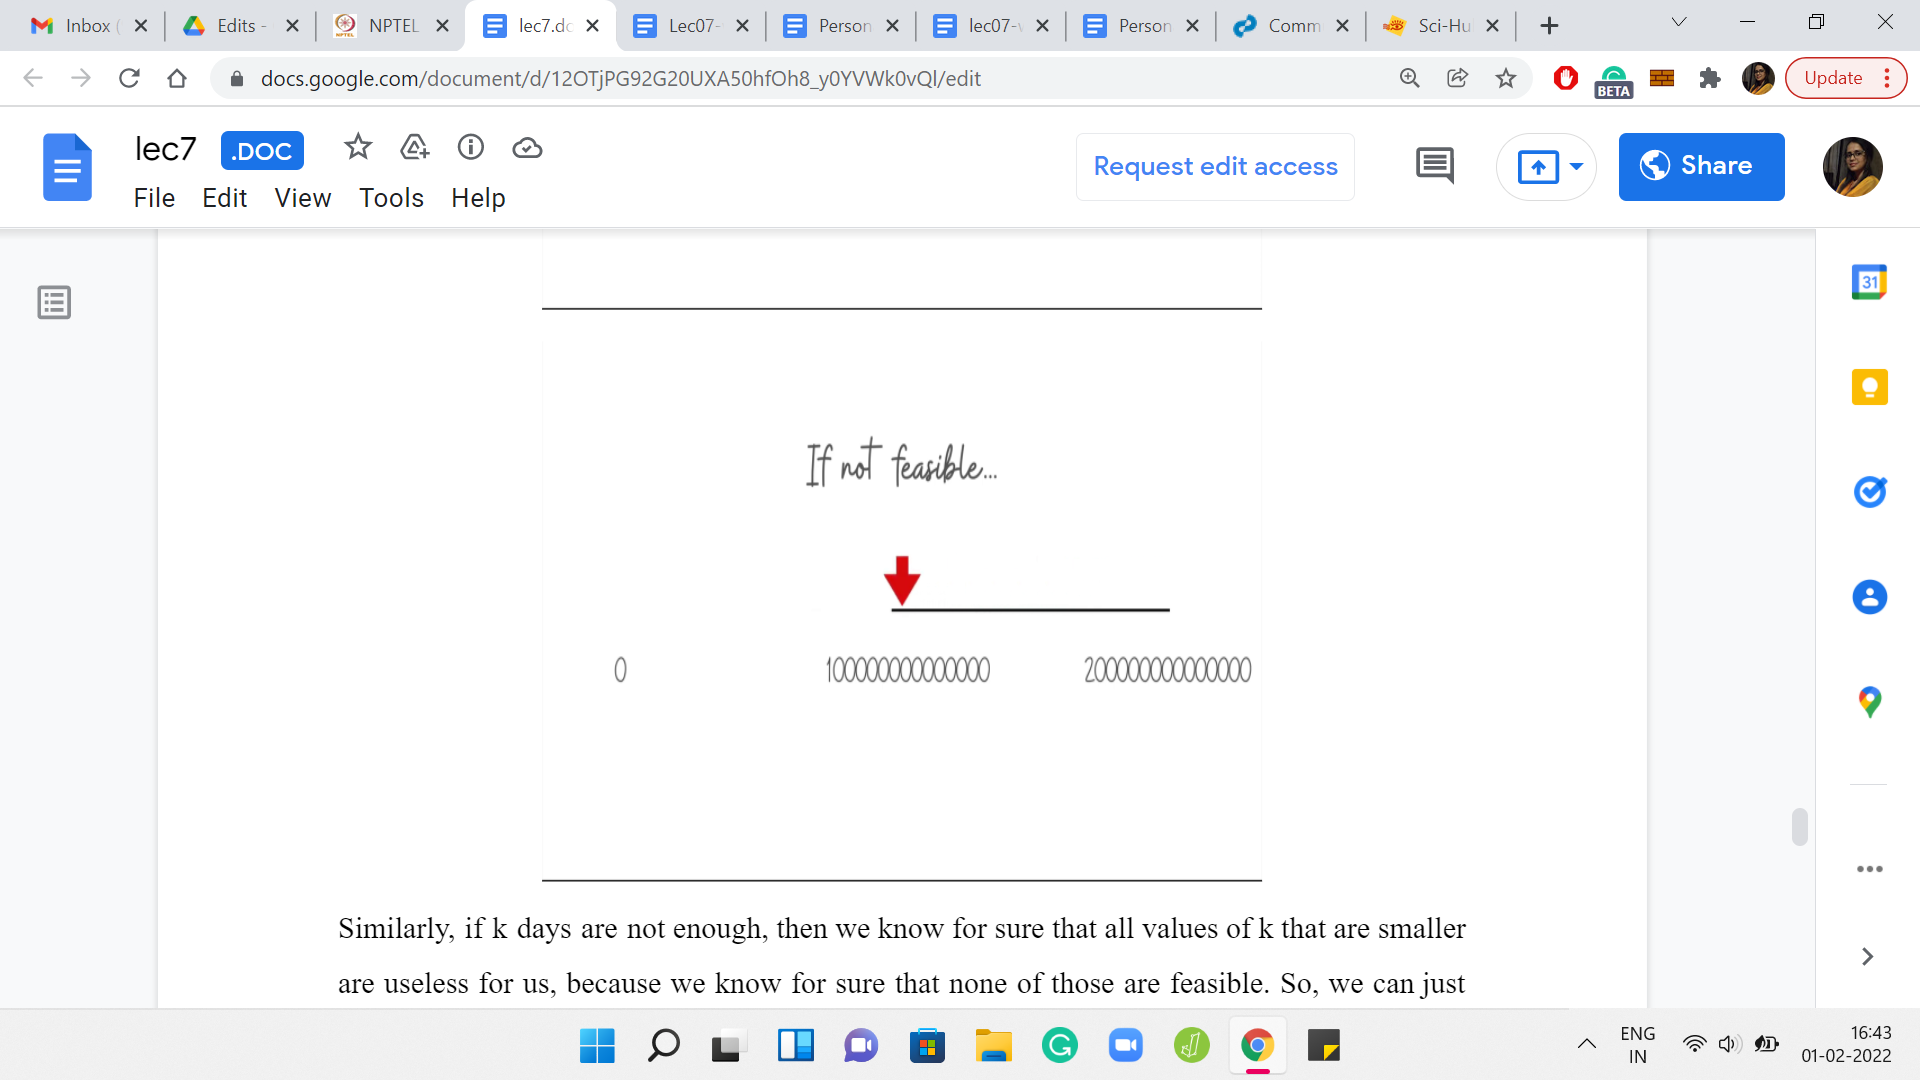 Inbox (
Edits -
NPTEL
lec7.do
Lec07-
Person
lec07-v
Person
Comm
Sci-Hu
docs.google.com/document/d/12OTjPG92G20UXA50hfOh8_y0YVWk0vQl/edit
BETA
Update
lec7 .DOC
Request edit access
Share
File Edit View Tools Help
31
If not feasible...
0 100000000000000 200000000000000
Similarly, if k days are not enough, then we know for sure that all values of k that are smaller
are useless for us, because we know for sure that none of those are feasible. So, we can just
ENG
IN
16:43
01-02-2022